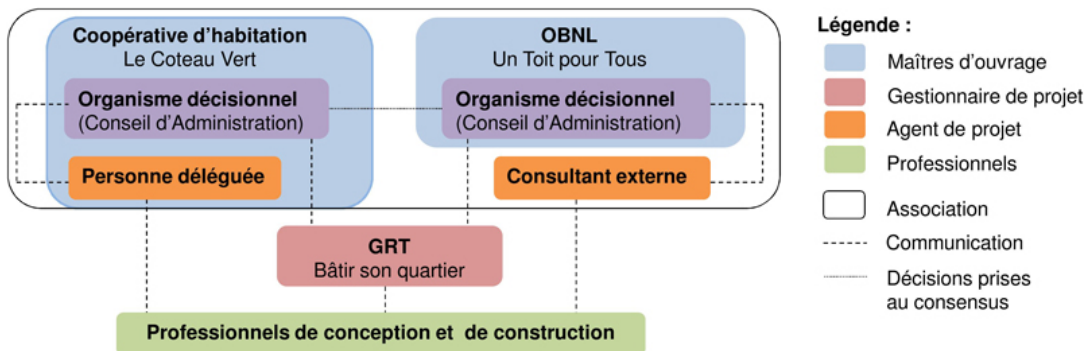 Coopérative d’habitation
Le Coteau Vert
Organisme décisionnel
(Conseil d’Administration)
Personne déléguée
OBNL
Un Toit pour Tous
Organisme décisionnel
(Conseil d’Administration)
Consultant externe
GRT
Bâtir son quartier
Professionnels de conception et de construction
Légende :
Maîtres d’ouvrage
Gestionnaire de projet
Agent de projet
Professionnels
Association
Communication
Décisions prises
au consensus